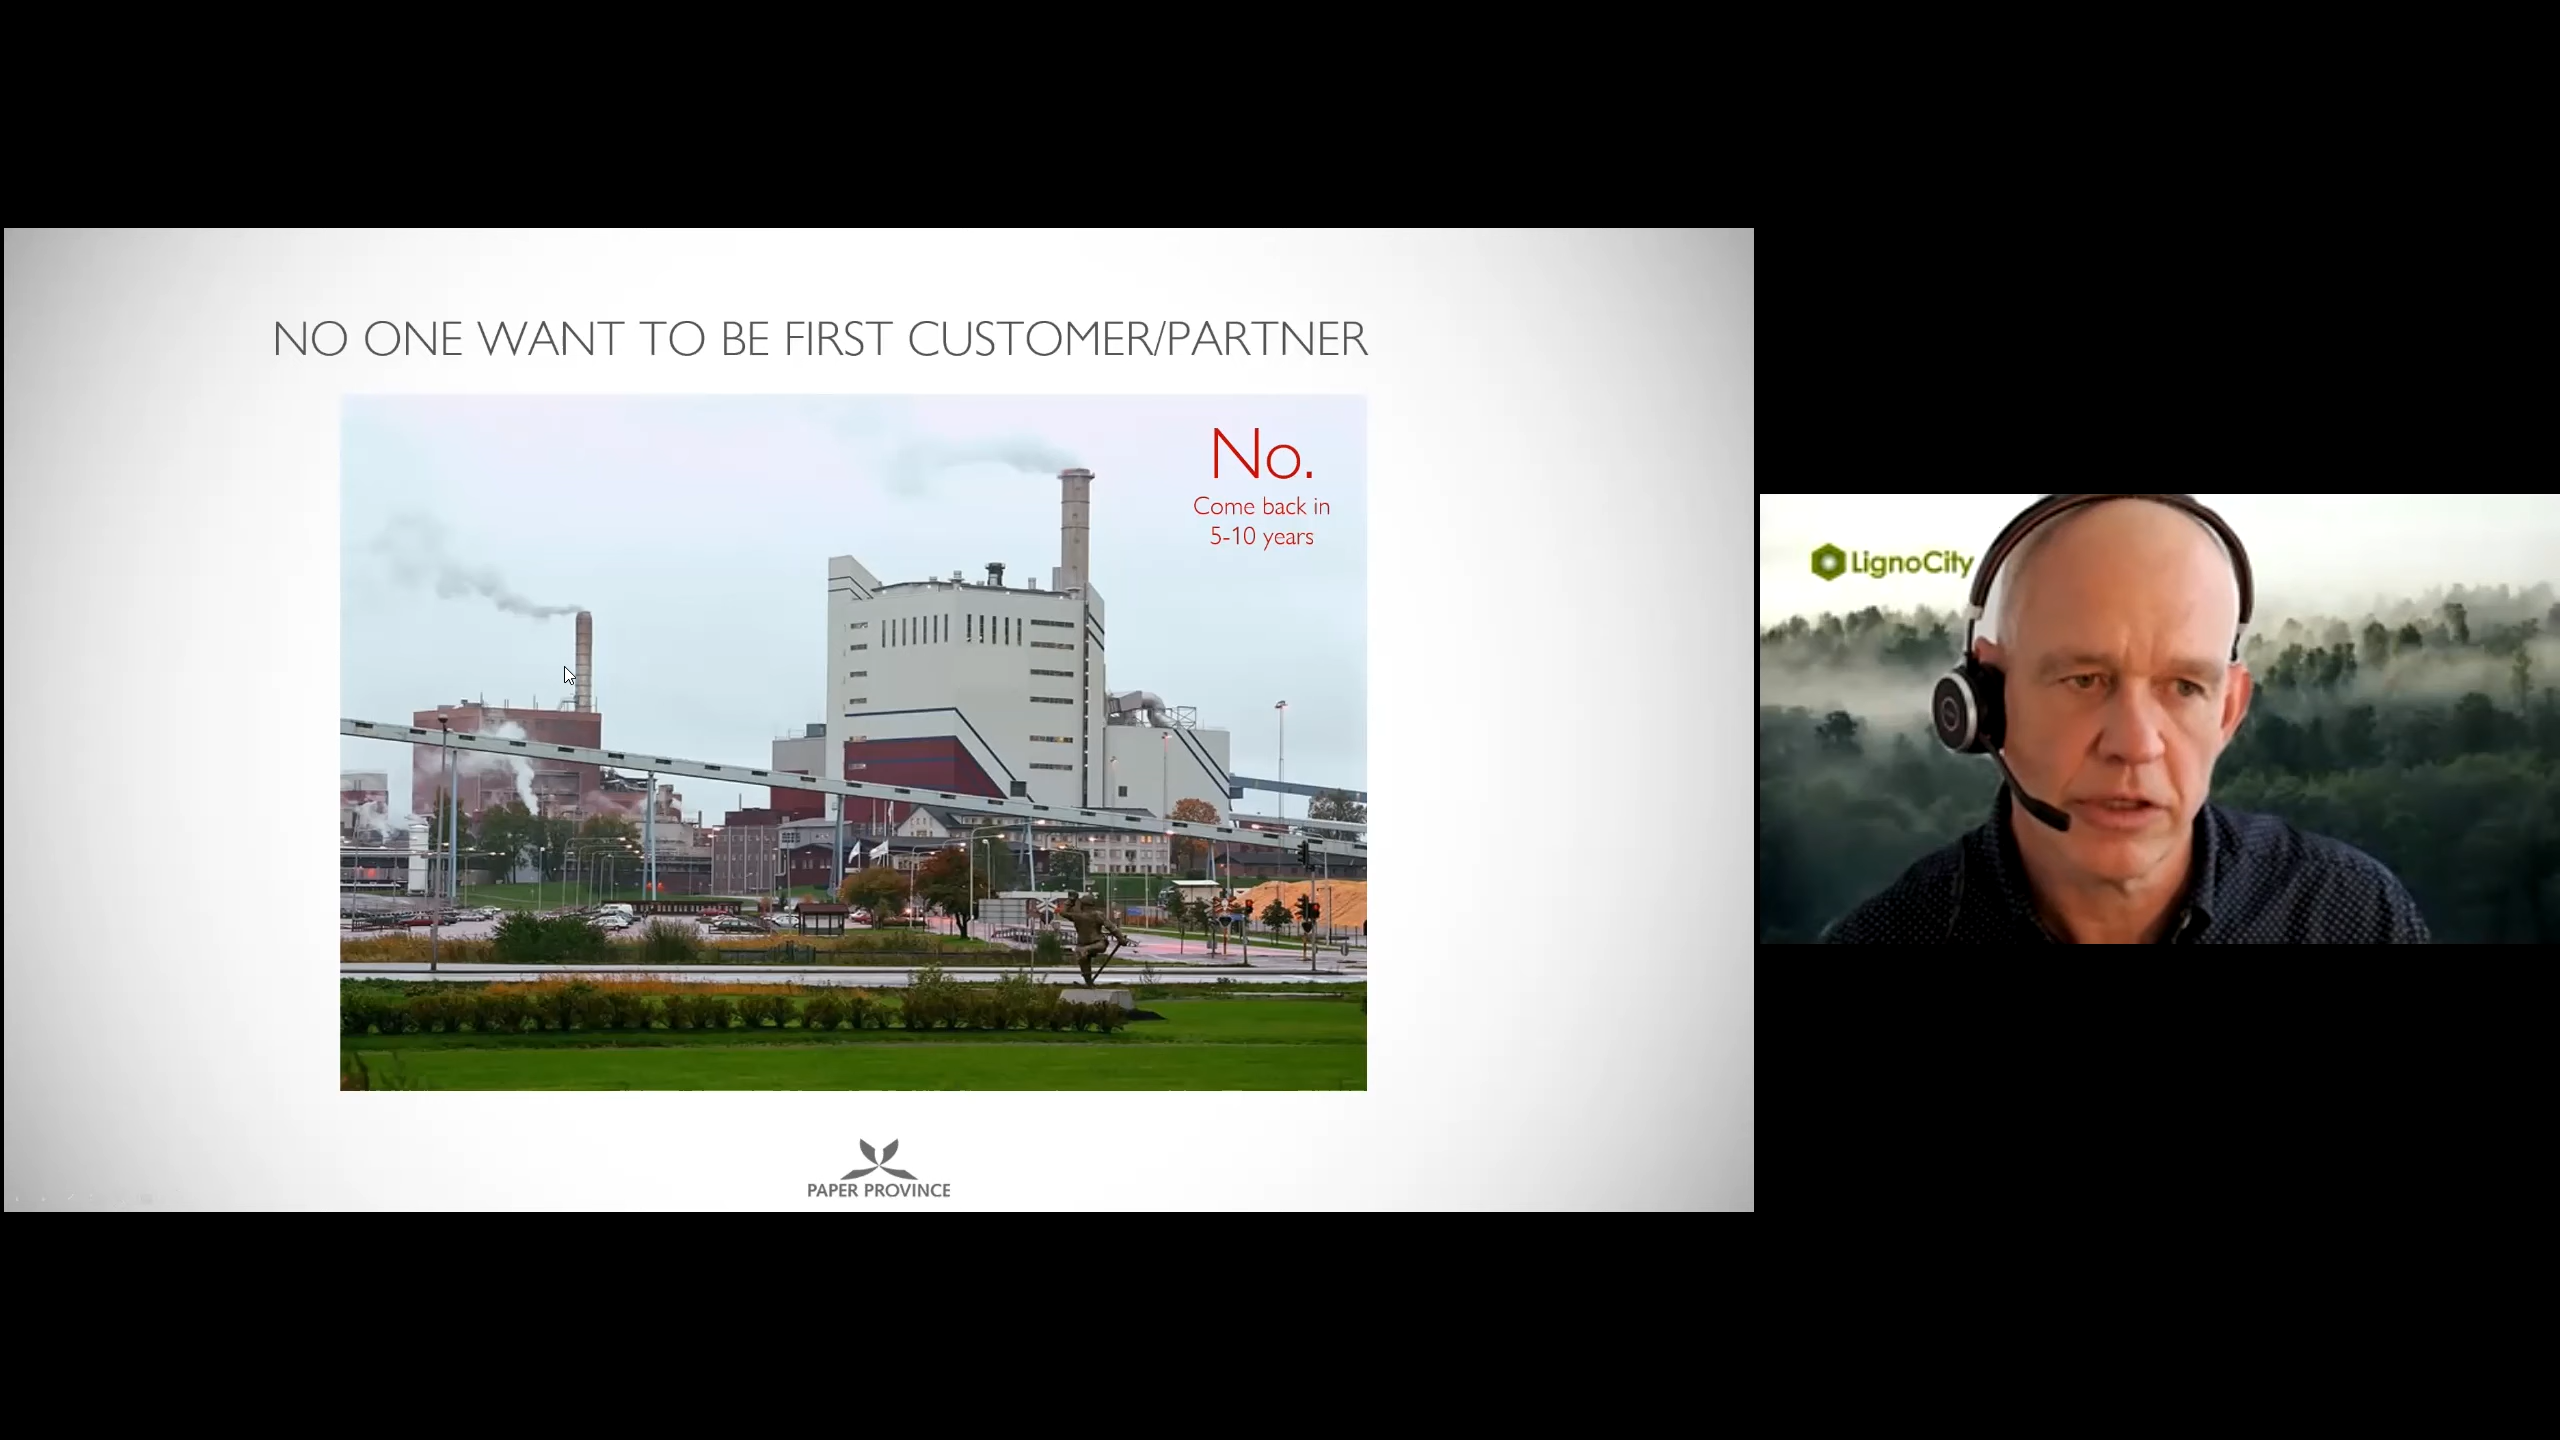 NO ONE WANT TO BE FIRST CUSTOMER/PARTNER
No.
Come back in
5-10 years
PAPER PROVINCE
LignoCity